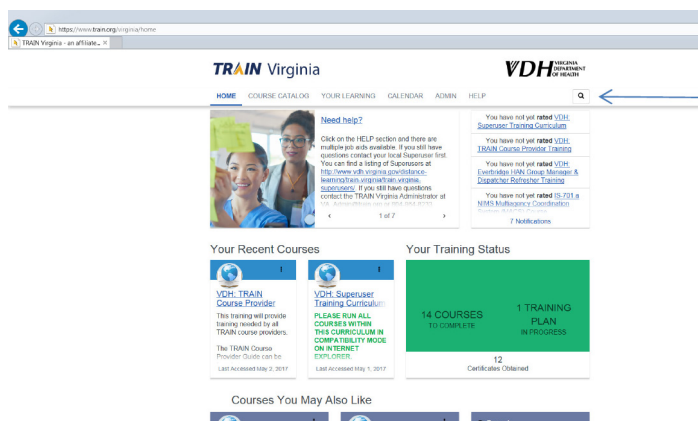 https://www.train.org/virginia/home
TRAIN Virginia - an affiliate...
TRAIN Virginia
VDH VIRGINIA DEPARTMENT OF HEALTH
HOME COURSE CATALOG YOUR LEARNING CALENDAR ADMIN HELP
Need help?
Click on the HELP section and there are
multiple job aids available. If you still have
questions contact your local Superuser first.
You can find a listing of Superusers at
http://www.vdh.virginia.gov/distance-
learning/train-virginia/train-virginia-
superusers/. If you still have questions
contact the TRAIN Virginia Administrator at
‹ 1 of 7 ›
You have not yet rated VDH:
Superuser Training Curriculum
You have not yet rated VDH:
TRAIN Course Provider Training
You have not yet rated VDH:
Everbridge HAN Group Manager &
Dispatcher Refresher Training
You have not yet rated IS-701.a
NIMS Multiagency Coordination
7 Notifications
Your Recent Courses
VDH: TRAIN
Course Provider
This training will provide
training needed by all
TRAIN course providers.
The TRAIN Course
Provider Guide can be
Last Accessed May 2, 2017
VDH: Superuser
Training Curriculum
PLEASE RUN ALL
COURSES WITHIN
THIS CURRICULUM IN
COMPATIBILITY MODE
ON INTERNET
EXPLORER.
Last Accessed May 1, 2017
Your Training Status
14 COURSES
TO COMPLETE
1 TRAINING
PLAN
IN PROGRESS
12
Certificates Obtained
Courses You May Also Like